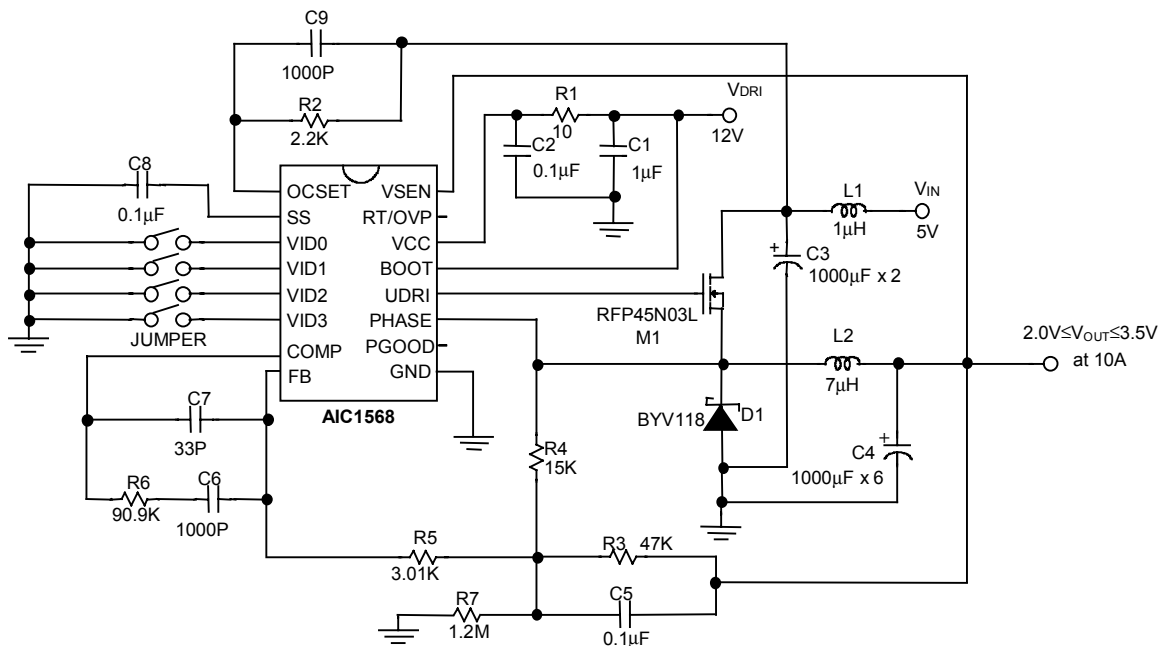 C9
1000P
R2
2.2K
VDRI
R1
10
12V
C2
0.1µF
C1
1µF
C8
0.1µF
OCSET
VSEN
SS
RT/OVP
VID0
VCC
VID1
BOOT
VID2
UDRI
VID3
PHASE
JUMPER
COMP
PGOOD
FB
GND
AIC1568
L1
1µH
VIN
5V
+
C3
1000µF x 2
RFP45N03L
M1
L2
7µH
2.0V≤VOUT≤3.5V
at 10A
BYV118
D1
+
C4
1000µF x 6
C7
33P
R4
15K
R6
90.9K
C6
1000P
R5
3.01K
R3 47K
R7
1.2M
C5
0.1µF